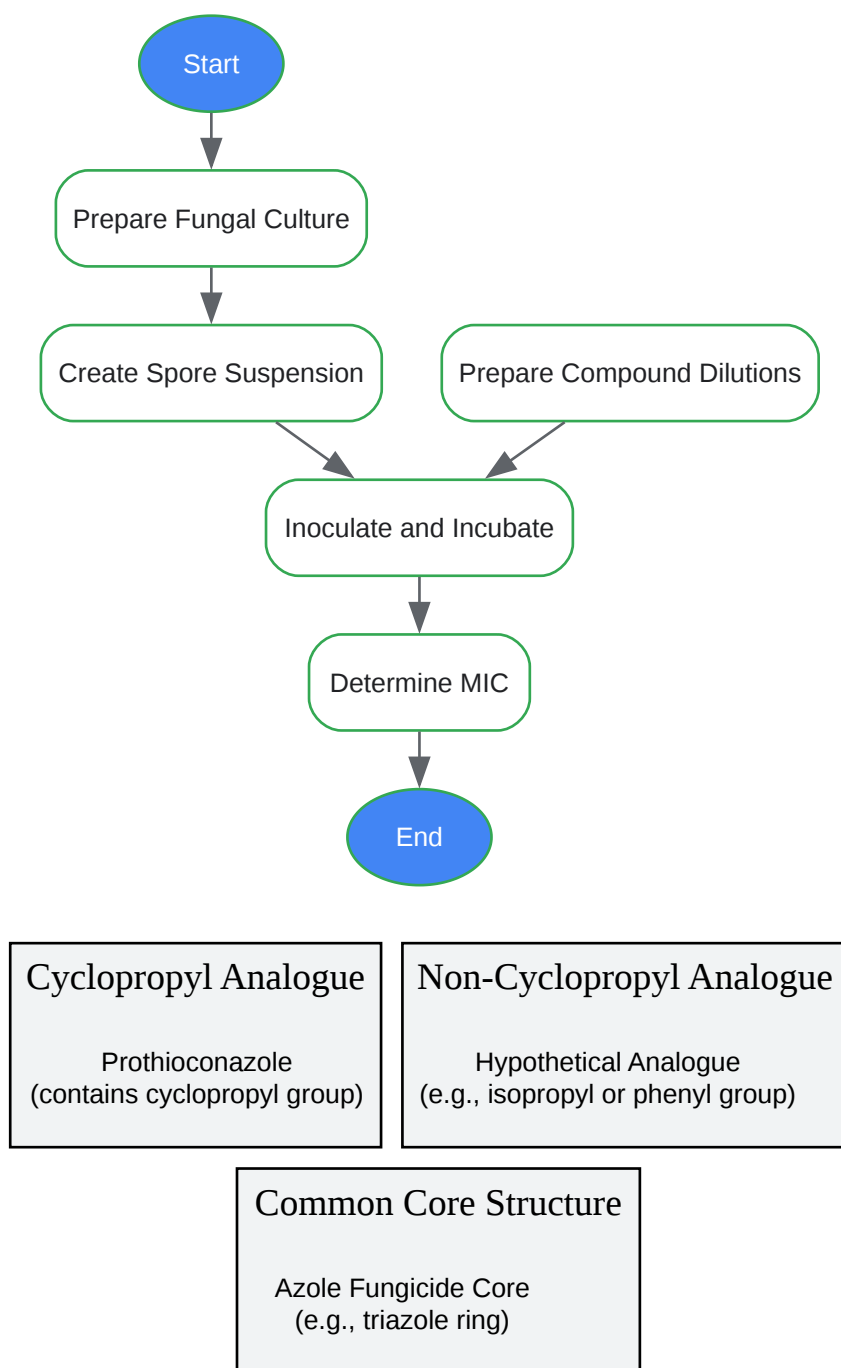 Start
Prepare Fungal Culture
Create Spore Suspension
Prepare Compound Dilutions
Inoculate and Incubate
Determine MIC
End
Cyclopropyl Analogue
Prothioconazole
(contains cyclopropyl group)
Non-Cyclopropyl Analogue
Hypothetical Analogue
(e.g., isopropyl or phenyl group)
Common Core Structure
Azole Fungicide Core
(e.g., triazole ring)